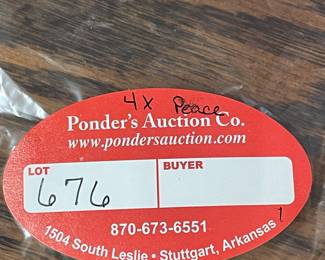 4x Peace
Ponder's Auction Co.
www.pondersauction.com
LOT
BUYER
676
870-673-6551
1504 South Leslie • Stuttgart, Arkansas
1